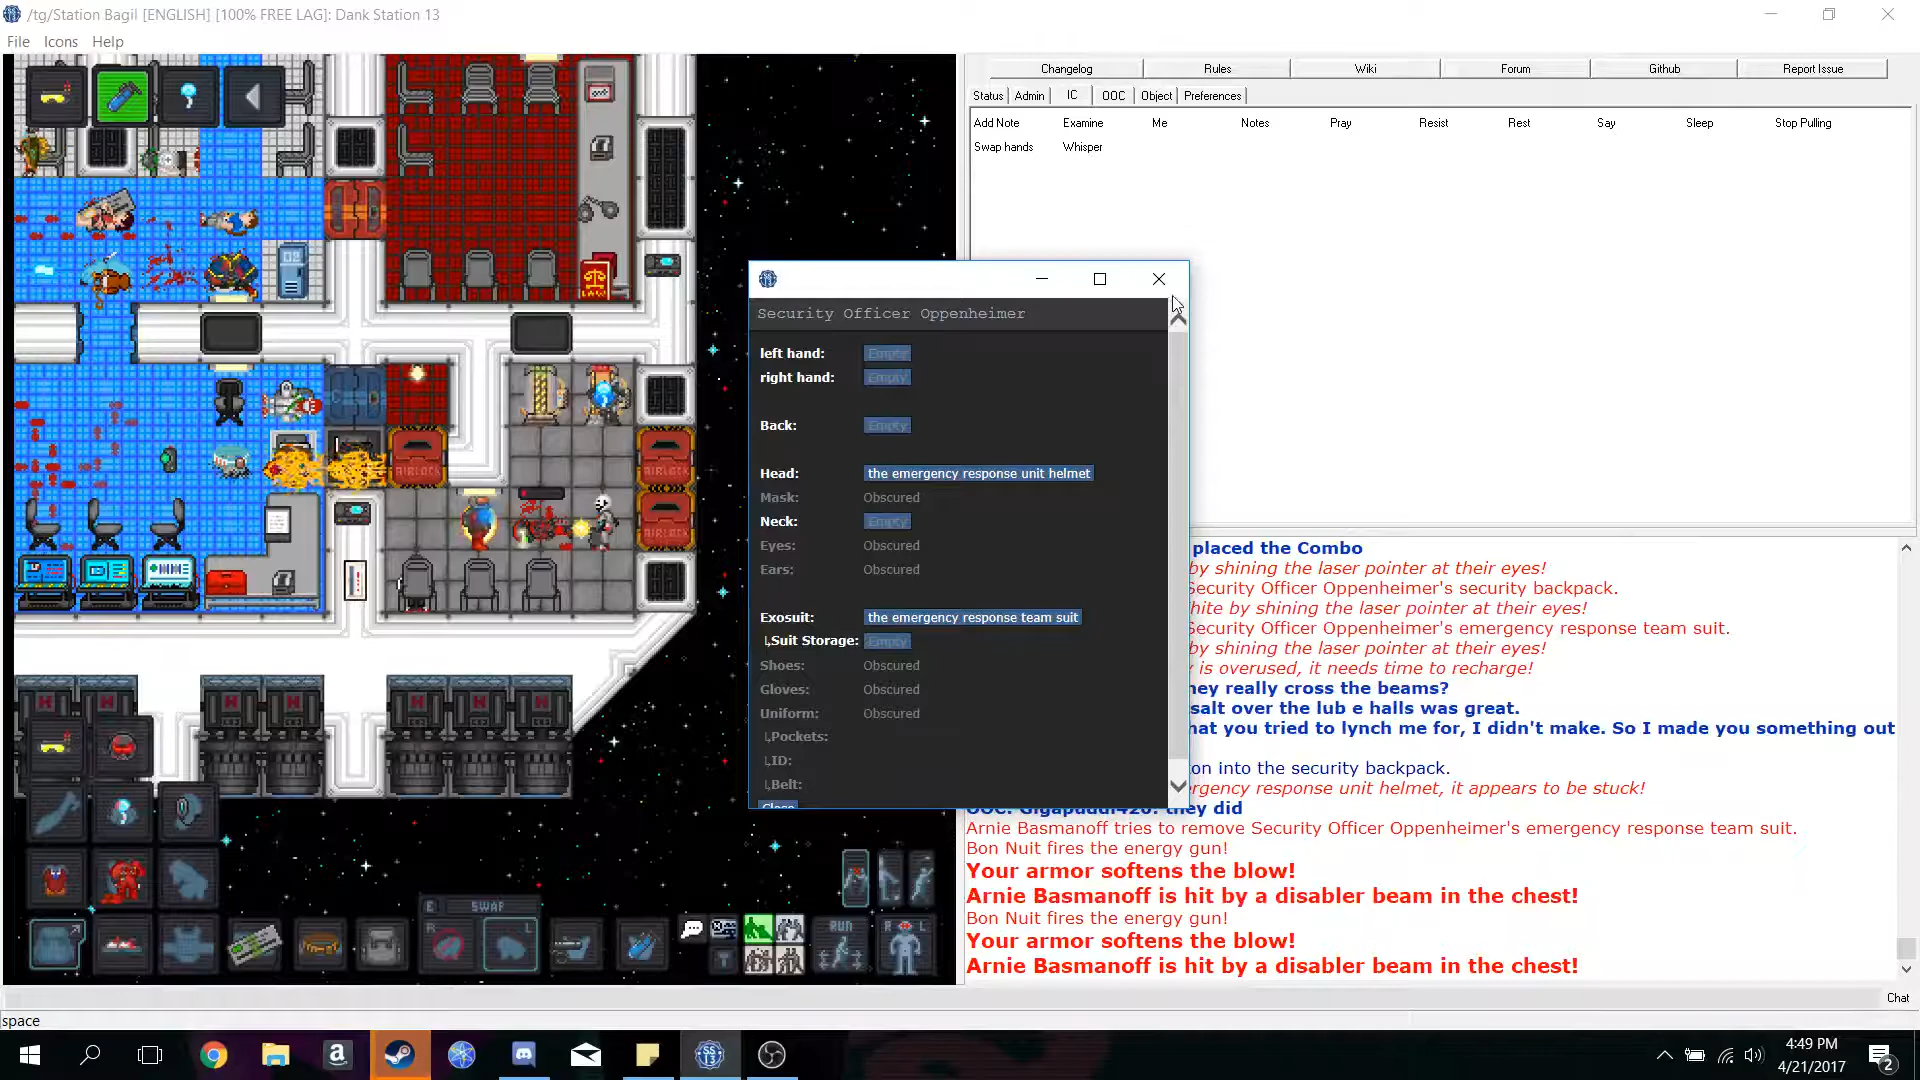 /tg/Station Bagil [ENGLISH] [100% FREE LAG]: Dank Station 13
File Icons Help
Changelog Rules Wiki Forum Github Report Issue
Status Admin IC OOC Object Preferences
Add Note Examine Me Notes Pray Resist Rest Say Sleep Stop Pulling
Swap hands Whisper
Security Officer Oppenheimer
left hand: Empty
right hand: Empty
Back: Empty
Head: the emergency response unit helmet
Mask: Obscured
Neck: Empty
Eyes: Obscured
Ears: Obscured
Exosuit: the emergency response team suit
↳Suit Storage: Empty
Shoes: Obscured
Gloves: Obscured
Uniform: Obscured
↳Pockets:
↳ID:
↳Belt:
Close
placed the Combo
by shining the laser pointer at their eyes!
Security Officer Oppenheimer's security backpack.
hite by shining the laser pointer at their eyes!
Security Officer Oppenheimer's emergency response team suit.
by shining the laser pointer at their eyes!
y is overused, it needs time to recharge!
hey really cross the beams?
salt over the lub e halls was great.
hat you tried to lynch me for, I didn't make. So I made you something out
on into the security backpack.
ergency response unit helmet, it appears to be stuck!
OOC: Gigapuddi420: they did
Arnie Basmanoff tries to remove Security Officer Oppenheimer's emergency response team suit.
Bon Nuit fires the energy gun!
Your armor softens the blow!
Arnie Basmanoff is hit by a disabler beam in the chest!
Bon Nuit fires the energy gun!
Your armor softens the blow!
Arnie Basmanoff is hit by a disabler beam in the chest!
AIRLOCK
AIRLOCK
AIRLOCK
LAW
E SWAP
R L
RUN
R L
Chat
space
SS
13
4:49 PM
4/21/2017
2